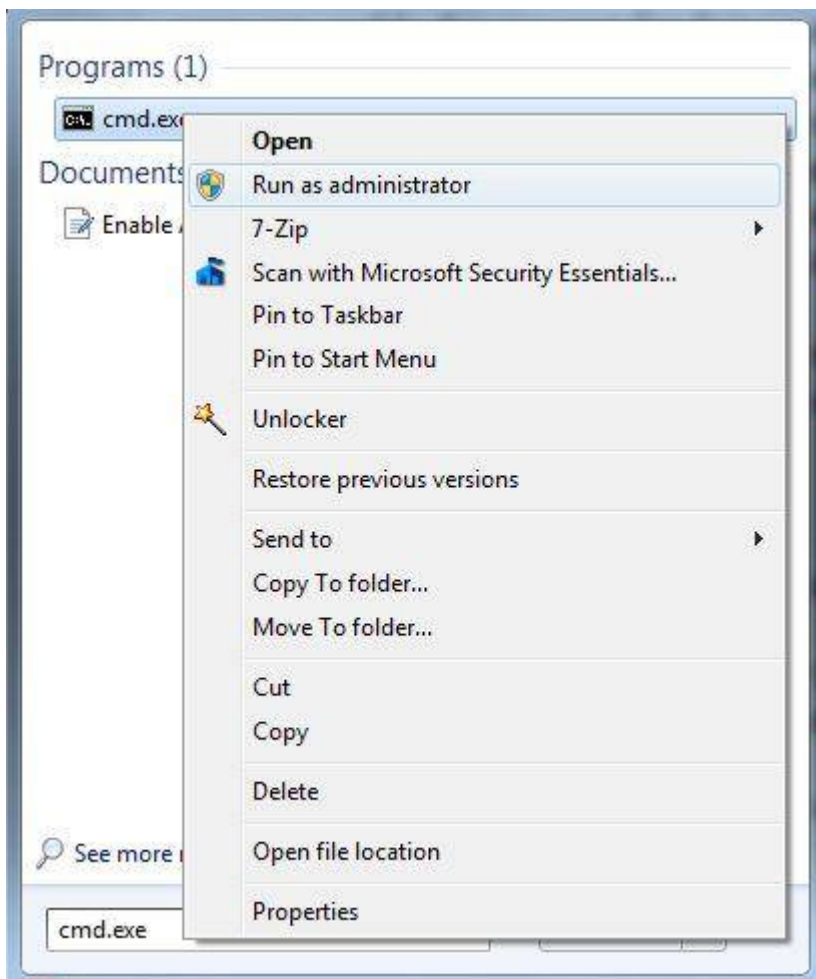 Programs (1)
cmd.exe
Open
Documents
Run as administrator
Enable
7-Zip
Scan with Microsoft Security Essentials...
Pin to Taskbar
Pin to Start Menu
Unlocker
Restore previous versions
Send to
Copy To folder...
Move To folder...
Cut
Copy
Delete
See more
Open file location
Properties
cmd.exe